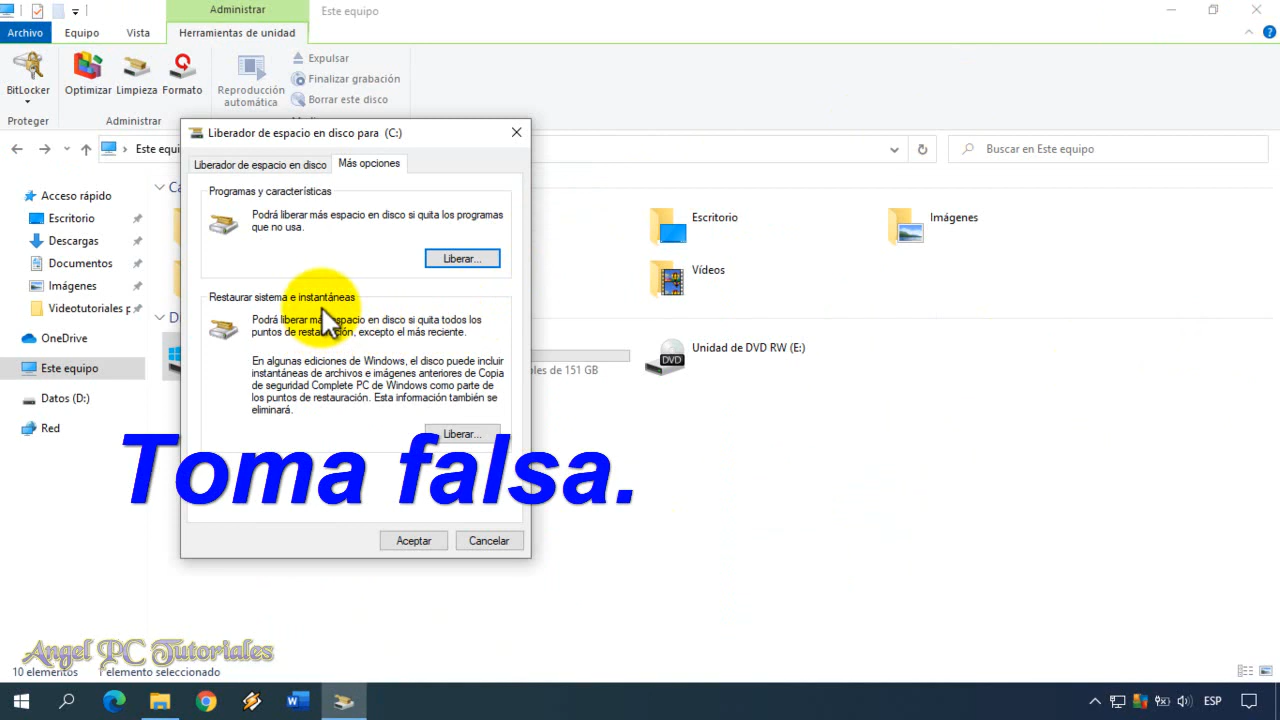 Administrar
Este equipo
Archivo
Equipo
Vista
Herramientas de unidad
BitLocker
Optimizar
Limpieza
Formato
Reproducción
automática
Expulsar
Finalizar grabación
Borrar este disco
Proteger
Administrar
Liberador de espacio en disco para (C:)
Este equi
Buscar en Este equipo
Liberador de espacio en disco
Más opciones
Programas y características
Podrá liberar más espacio en disco si quita los programas
que no usa.
Liberar...
Restaurar sistema e instantáneas
Podrá liberar más espacio en disco si quita todos los
puntos de restauración, excepto el más reciente.
En algunas ediciones de Windows, el disco puede incluir
instantáneas de archivos e imágenes anteriores de Copia
de seguridad Complete PC de Windows como parte de
los puntos de restauración. Esta información también se
eliminará.
Liberar...
Aceptar
Cancelar
Acceso rápido
Escritorio
Descargas
Documentos
Imágenes
Videotutoriales p
OneDrive
Este equipo
Datos (D:)
Red
Ca
D
Escritorio
Imágenes
Vídeos
les de 151 GB
Unidad de DVD RW (E:)
DVD
Toma falsa.
Angel PC Tutoriales
10 elementos
1 elemento seleccionado
ESP